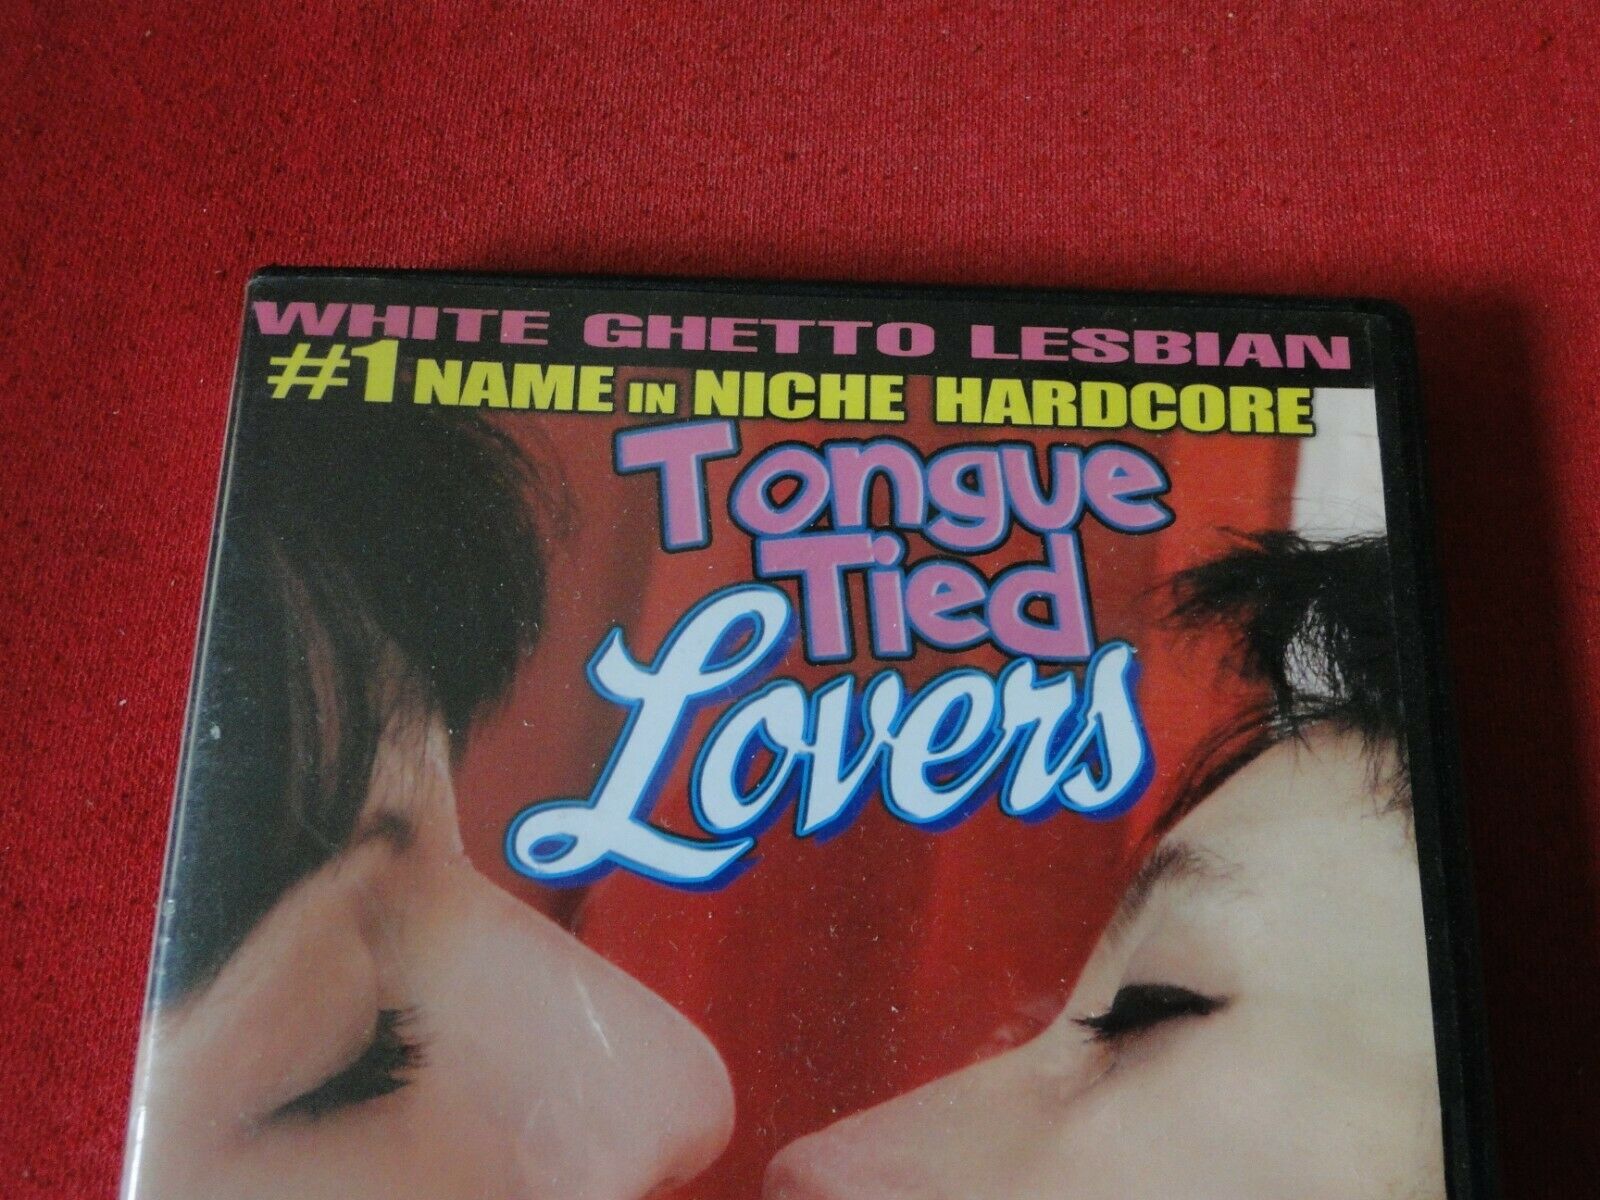 WHITE GHETTO LESBIAN
#1 NAME IN NICHE HARDCORE
Tongue
Tied
Lovers